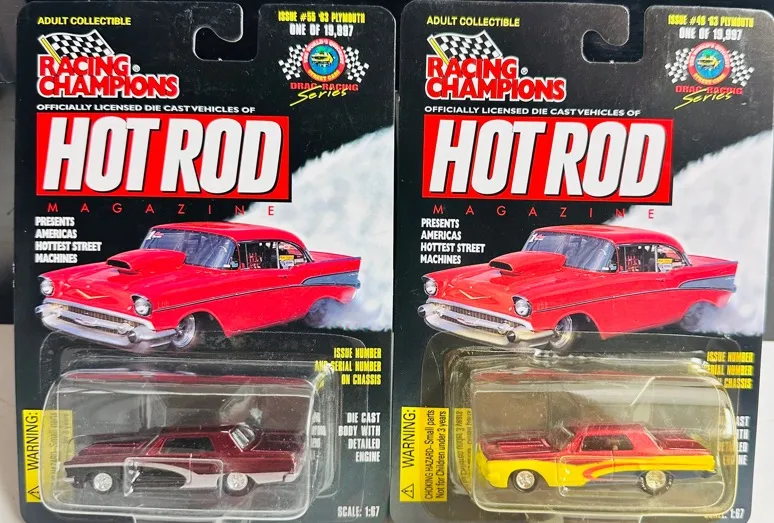 ADULT COLLECTIBLE
ISSUE #56 '63 PLYMOUTH
ONE OF 19,997
RACING
CHAMPIONS®
DRAG RACING
Series
OFFICIALLY LICENSED DIE CAST VEHICLES OF
HOT ROD
MAGAZINE
PRESENTS
AMERICAS
HOTTEST STREET
MACHINES
ISSUE NUMBER
AND SERIAL NUMBER
ON CHASSIS
DIE CAST
BODY WITH
DETAILED
ENGINE
WARNING:
SCALE: 1:67
ADULT COLLECTIBLE
ISSUE #48 '63 PLYMOUTH
ONE OF 19,997
RACING
CHAMPIONS®
DRAG RACING
Series
OFFICIALLY LICENSED DIE CAST VEHICLES OF
HOT ROD
MAGAZINE
PRESENTS
AMERICAS
HOTTEST STREET
MACHINES
ISSUE NUMBER
SERIAL NUMBER
CHASSIS
WARNING:
CHOKING HAZARD—Small parts
Not for Children under 3 years
SCALE: 1:67